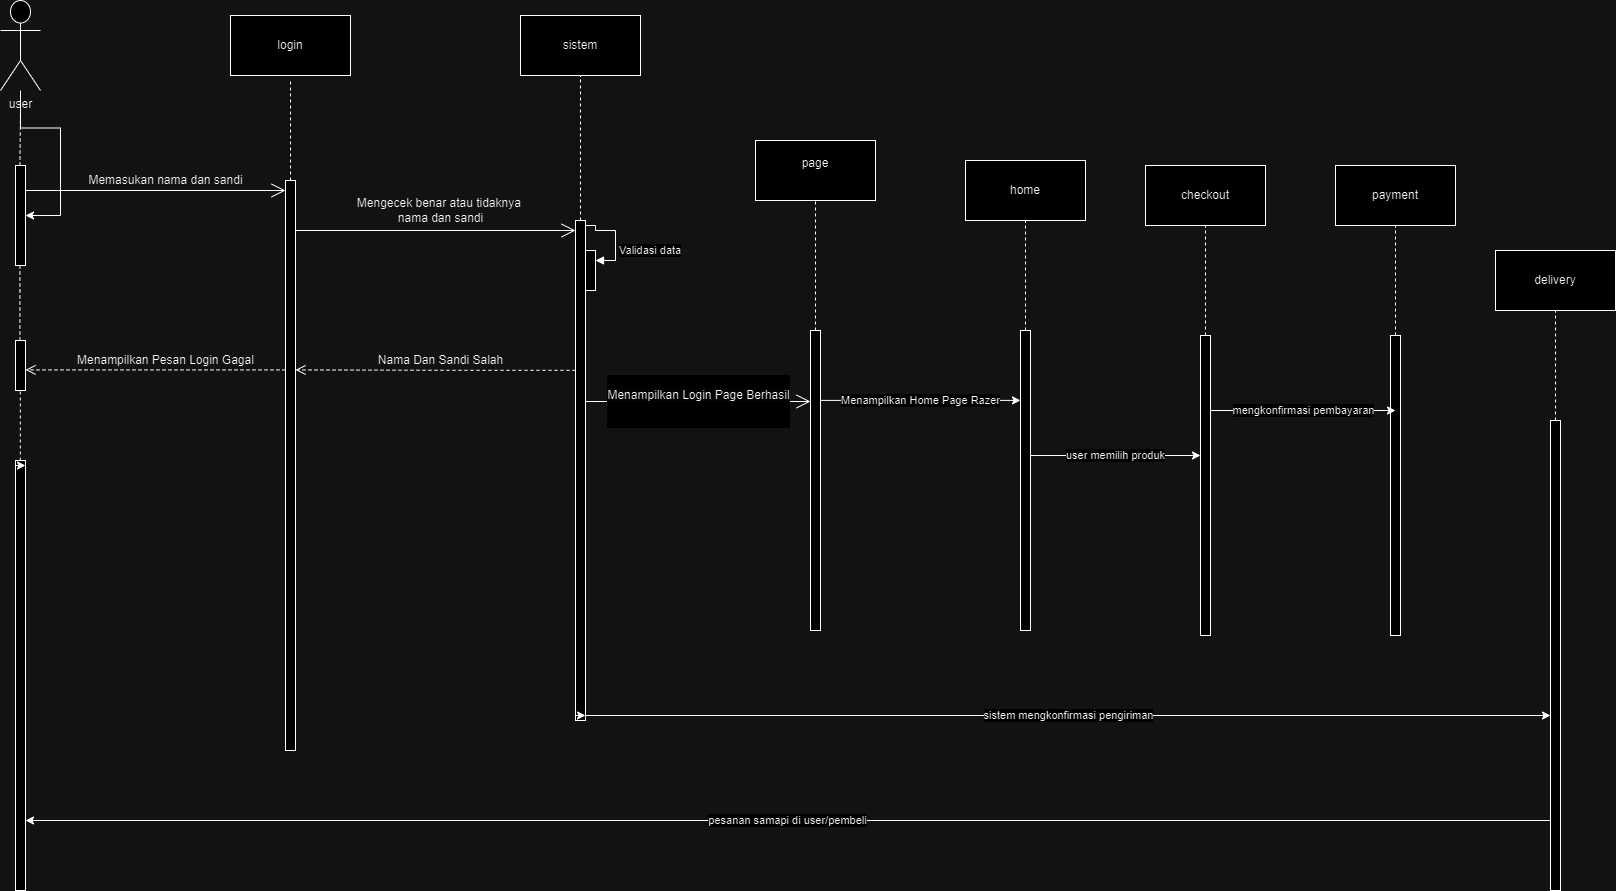 login
sistem
user
page
home
checkout
payment
delivery
Memasukan nama dan sandi
Mengecek benar atau tidaknya
nama dan sandi
Validasi data
Menampilkan Pesan Login Gagal
Nama Dan Sandi Salah
Menampilkan Login Page Berhasil
Menampilkan Home Page Razer
mengkonfirmasi pembayaran
user memilih produk
sistem mengkonfirmasi pengiriman
pesanan samapi di user/pembeli